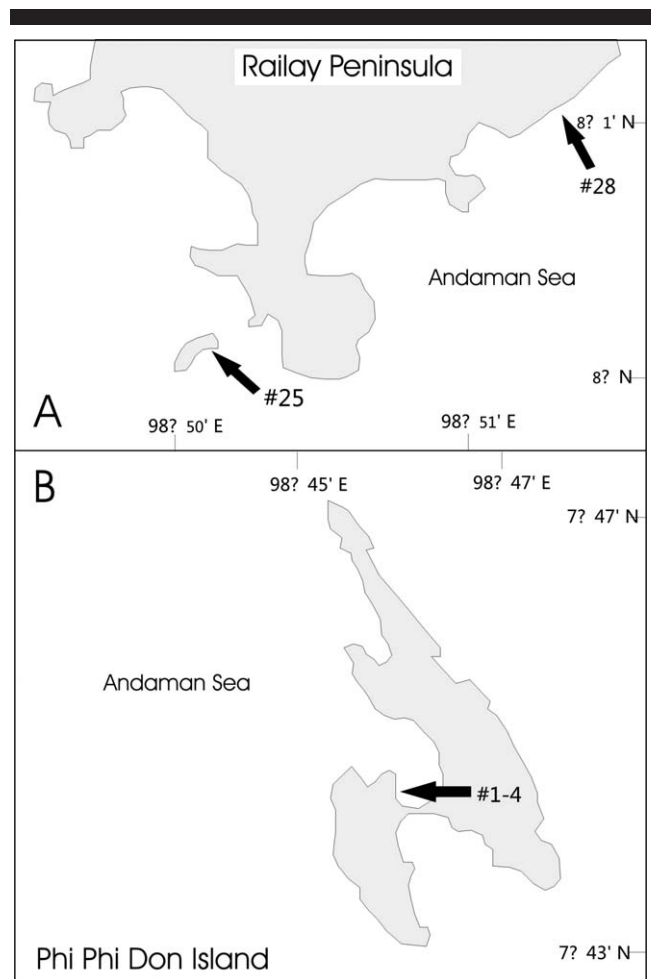 Railay Peninsula
8? 1' N
#28
Andaman Sea
8? N
#25
A
98? 50' E
98? 51' E
B
98? 45' E
98? 47' E
7? 47' N
Andaman Sea
#1-4
Phi Phi Don Island
7? 43' N